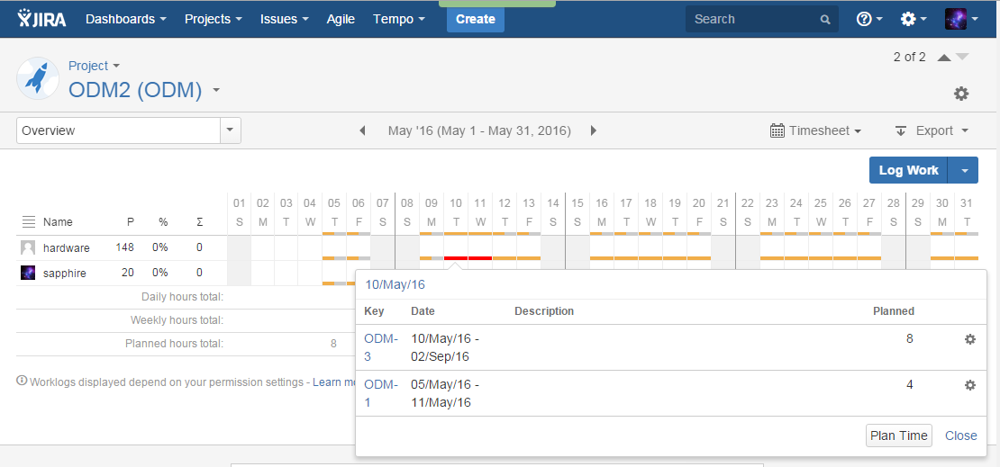 JIRA Dashboards Projects Issues Agile Tempo Create Search
2 of 2
Project
ODM2 (ODM)
Overview May '16 (May 1 - May 31, 2016) Timesheet Export
Log Work
01 02 03 04 05 06 07 08 09 10 11 12 13 14 15 16 17 18 19 20 21 22 23 24 25 26 27 28 29 30 31
Name P % Σ S M T W T F S S M T W T F S S M T W T F S S M T W T F S S M T
hardware 148 0% 0
sapphire 20 0% 0
Daily hours total:
Weekly hours total:
Planned hours total: 8
Worklogs displayed depend on your permission settings - Learn mo
10/May/16
Key Date Description Planned
ODM-
3
10/May/16 -
02/Sep/16
8
ODM-
1
05/May/16 -
11/May/16
4
Plan Time Close